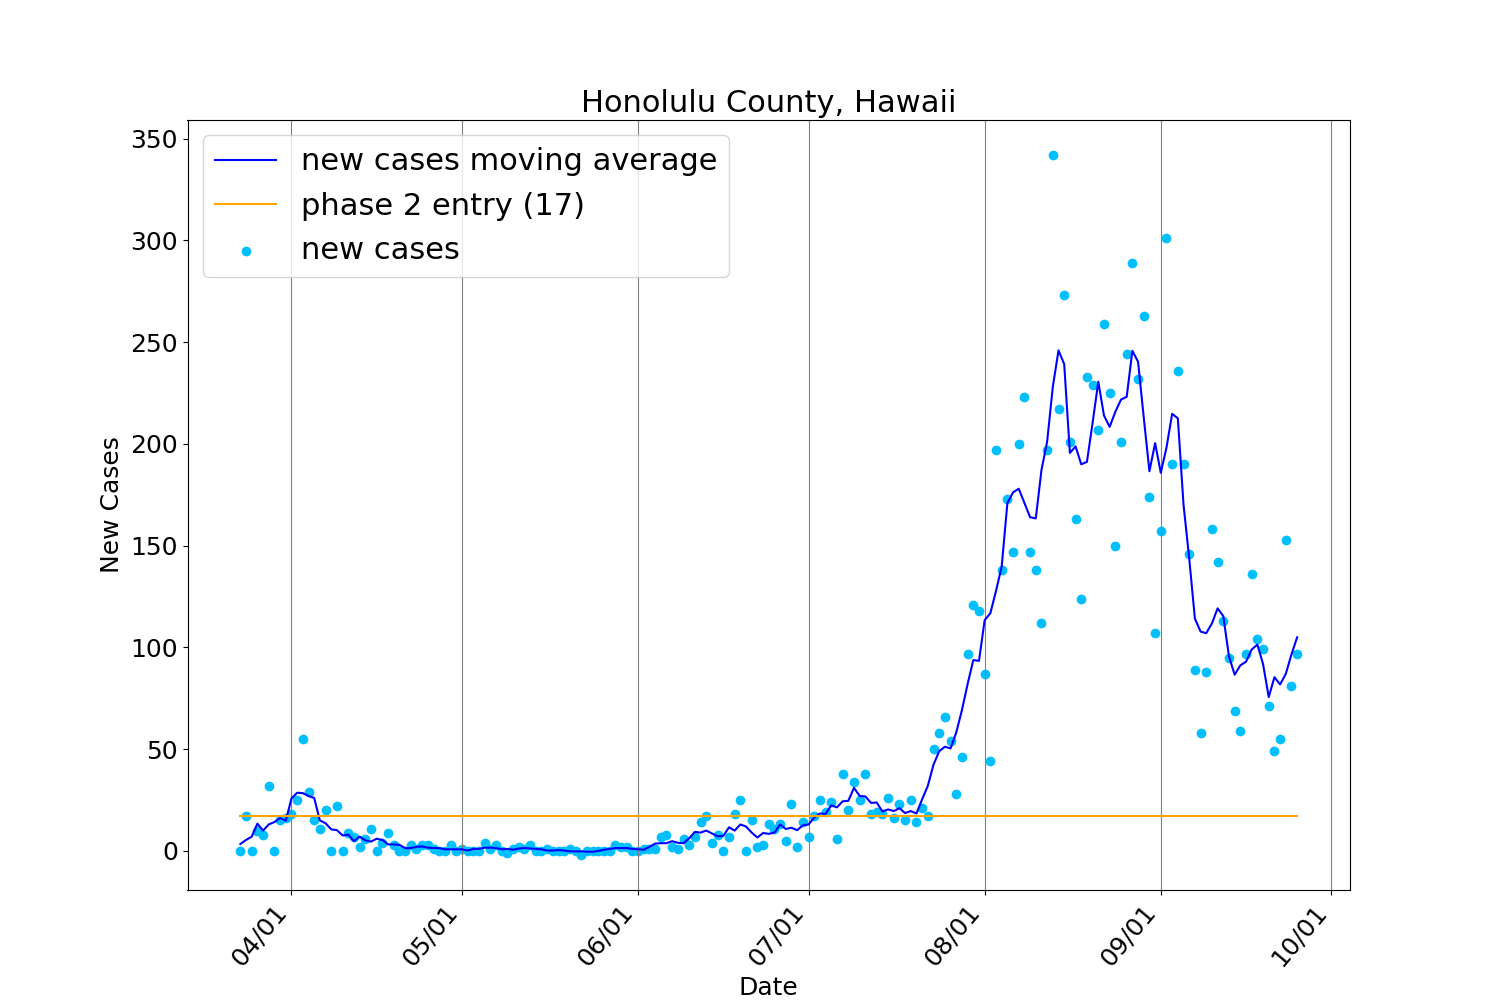 Honolulu County, Hawaii
new cases moving average
phase 2 entry (17)
new cases
350
300
250
200
150
100
50
0
New Cases
04/01 05/01 06/01 07/01 08/01 09/01 10/01
Date